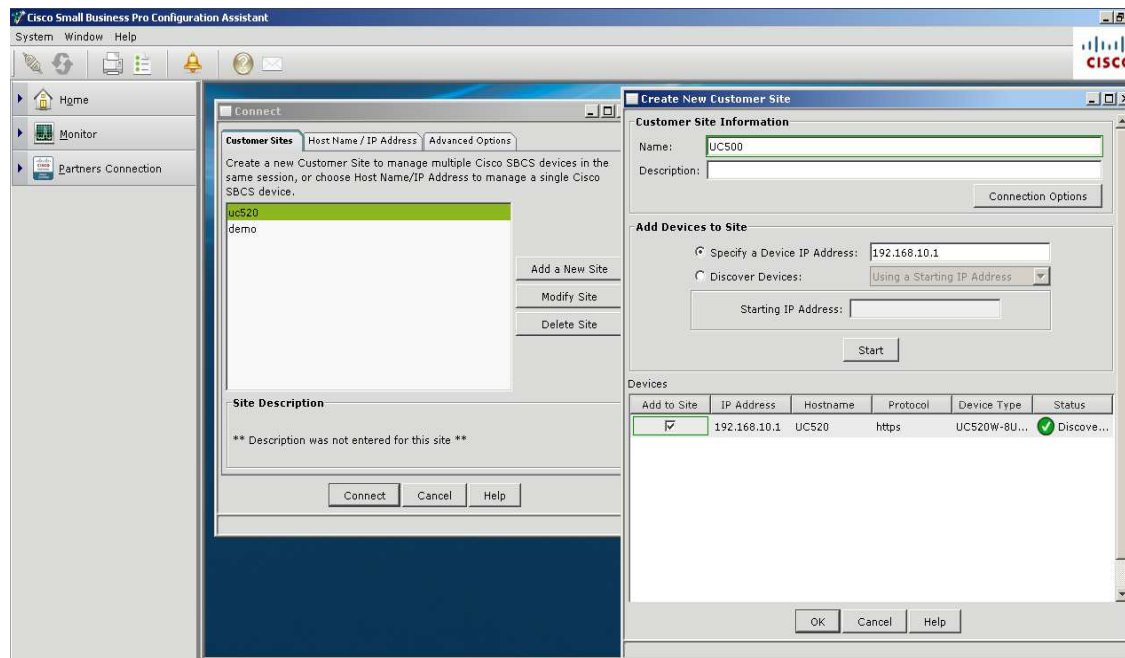 Cisco Small Business Pro Configuration Assistant
System Window Help
CISCO
Home
Monitor
Partners Connection
Connect
Customer Sites Host Name / IP Address Advanced Options
Create a new Customer Site to manage multiple Cisco SBCS devices in the
same session, or choose Host Name/IP Address to manage a single Cisco
SBCS device.
uc520
demo
Add a New Site
Modify Site
Delete Site
Site Description
** Description was not entered for this site **
Connect Cancel Help
Create New Customer Site
Customer Site Information
Name: UC500
Description:
Connection Options
Add Devices to Site
Specify a Device IP Address: 192.168.10.1
Discover Devices: Using a Starting IP Address
Starting IP Address:
Start
Devices
Add to Site IP Address Hostname Protocol Device Type Status
192.168.10.1 UC520 https UC520W-8U... Discove...
OK Cancel Help